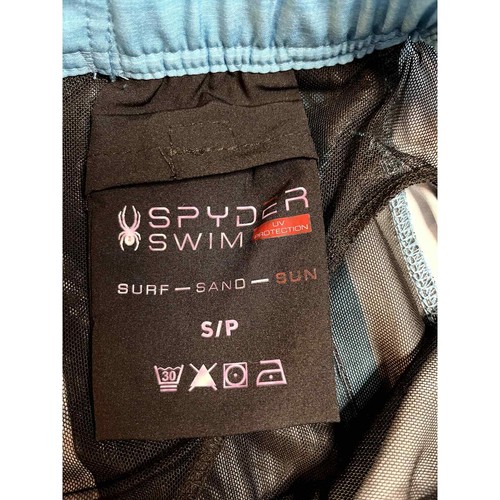 SPYDER
SWIM
UV
PROTECTION
SURF — SAND — SUN
S/P
30